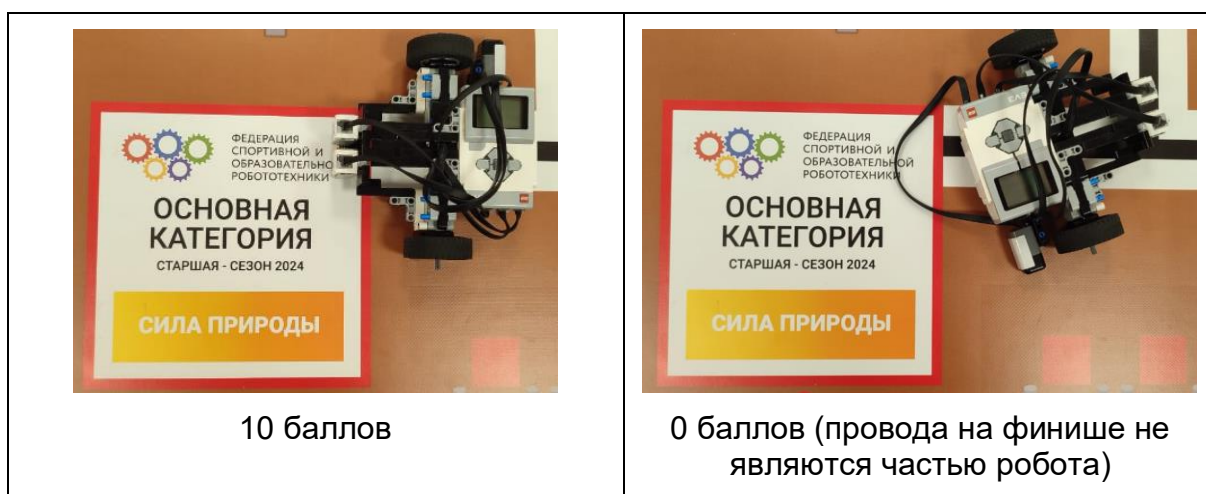 ФЕДЕРАЦИЯ
СПОРТИВНОЙ И
ОБРАЗОВАТЕЛЬНО
РОБОТОТЕХНИКИ
ОСНОВНАЯ
КАТЕГОРИЯ
СТАРШАЯ - СЕЗОН 2024
СИЛА ПРИРОДЫ
10 баллов
ФЕДЕРАЦИЯ
СПОРТИВНОЙ И
ОБРАЗОВАТЕЛЬНОЙ
РОБОТОТЕХНИКИ
ОСНОВНАЯ
КАТЕГОРИЯ
СТАРШАЯ - СЕЗОН 2024
СИЛА ПРИРОДЫ
0 баллов (провода на финише не
являются частью робота)